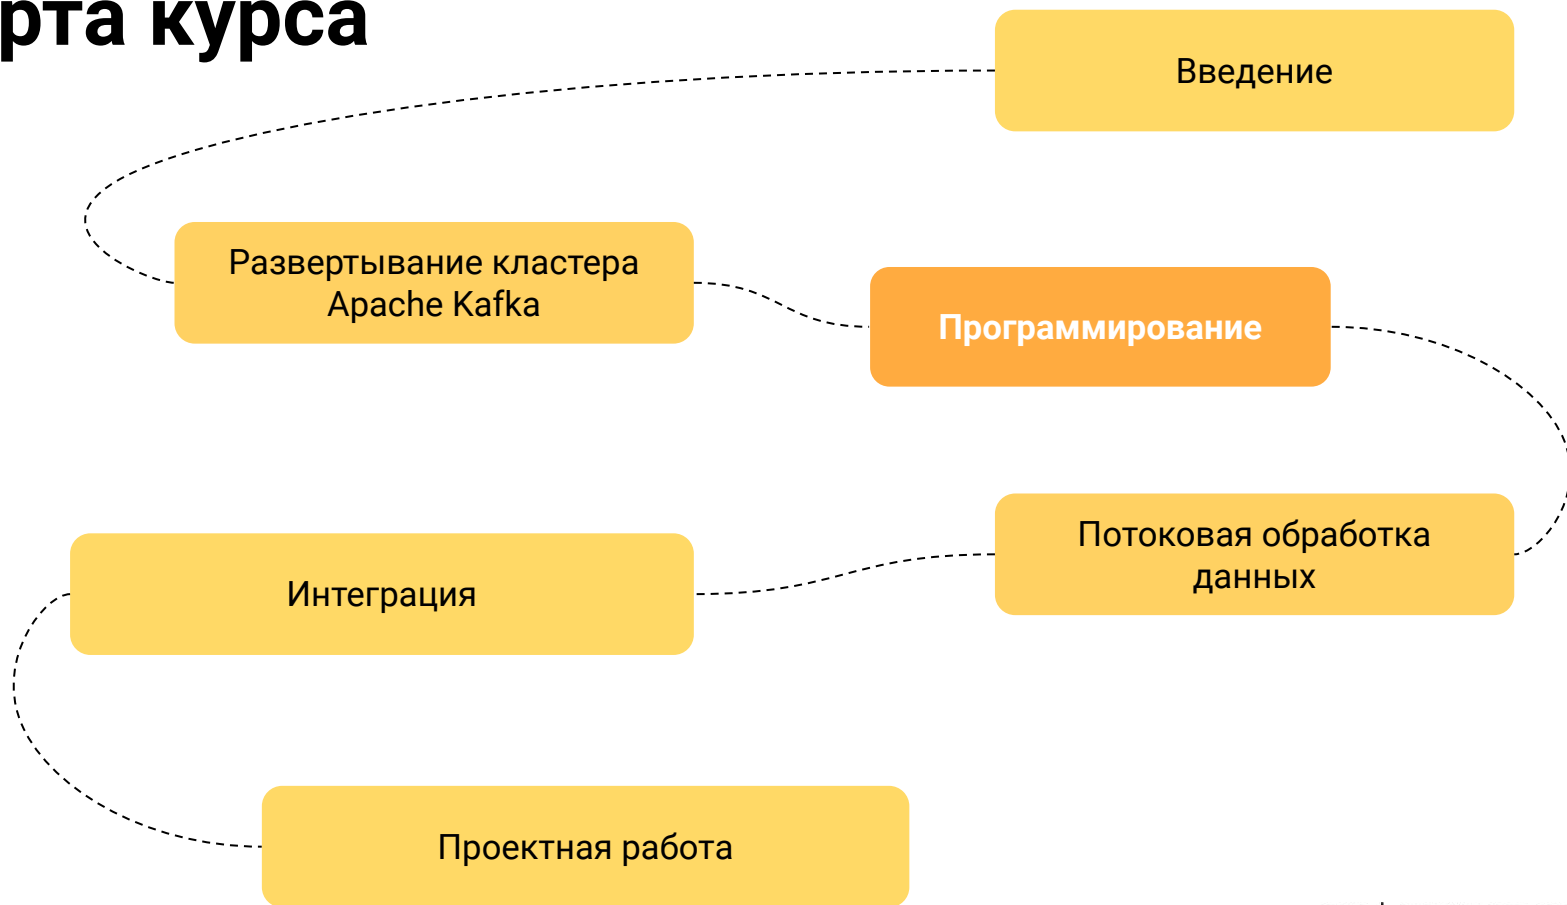 рта курса
Введение
Развертывание кластера
Apache Kafka
Программирование
Потоковая обработка
данных
Интеграция
Проектная работа